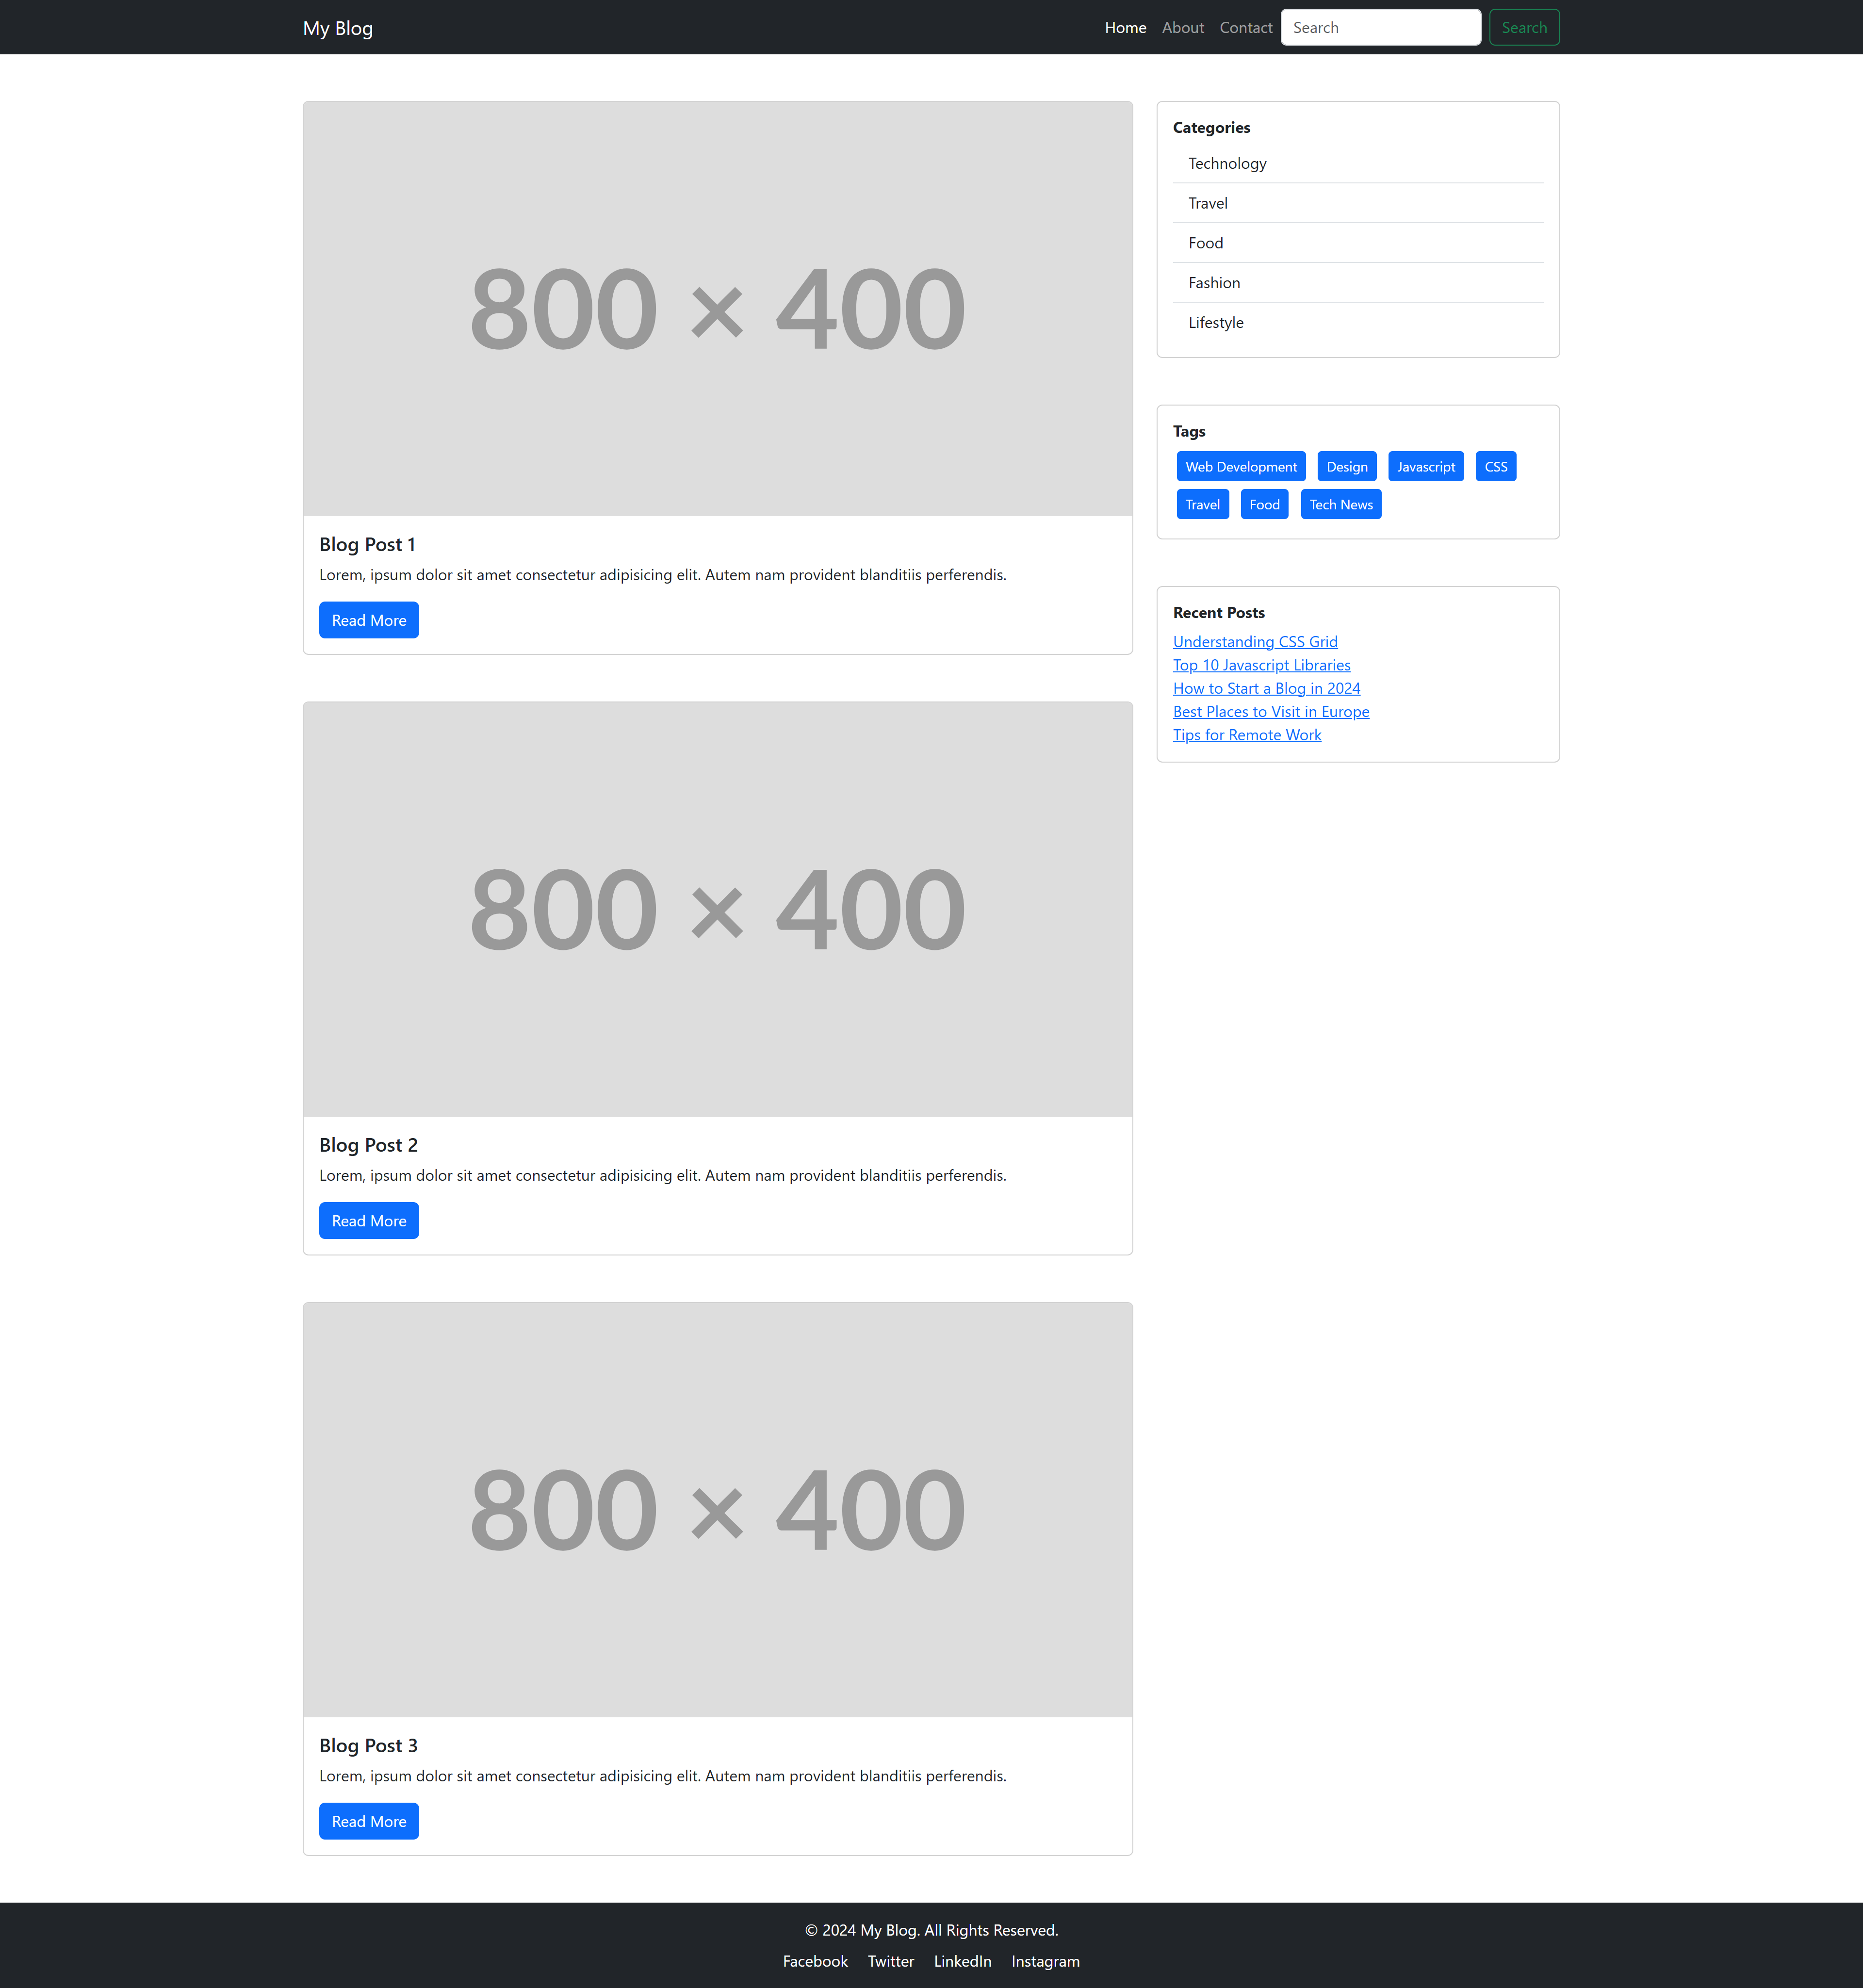 My Blog
Home About Contact Search Search
800 × 400
Blog Post 1
Lorem, ipsum dolor sit amet consectetur adipisicing elit. Autem nam provident blanditiis perferendis.
Read More
800 × 400
Blog Post 2
Lorem, ipsum dolor sit amet consectetur adipisicing elit. Autem nam provident blanditiis perferendis.
Read More
800 × 400
Blog Post 3
Lorem, ipsum dolor sit amet consectetur adipisicing elit. Autem nam provident blanditiis perferendis.
Read More
Categories
Technology
Travel
Food
Fashion
Lifestyle
Tags
Web Development Design Javascript CSS
Travel Food Tech News
Recent Posts
Understanding CSS Grid
Top 10 Javascript Libraries
How to Start a Blog in 2024
Best Places to Visit in Europe
Tips for Remote Work
© 2024 My Blog. All Rights Reserved.
Facebook Twitter LinkedIn Instagram